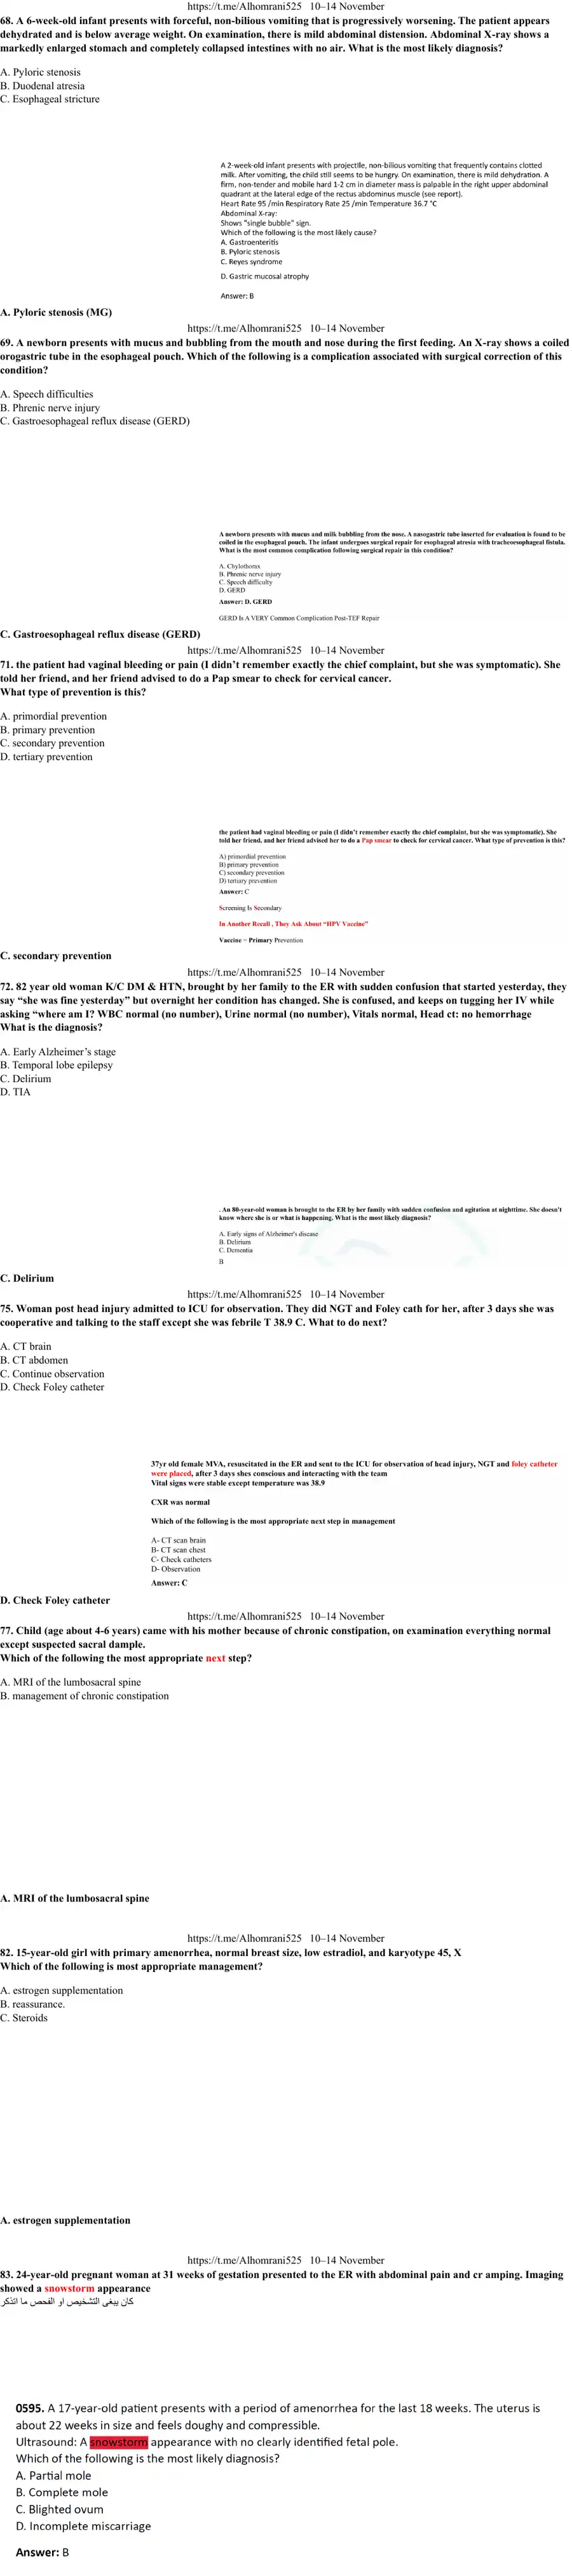 https://t.me/Alhomrani525 10–14 November
68. A 6-week-old infant presents with forceful, non-bilious vomiting that is progressively worsening. The patient appears
dehydrated and is below average weight. On examination, there is mild abdominal distension. Abdominal X-ray shows a
markedly enlarged stomach and completely collapsed intestines with no air. What is the most likely diagnosis?
A. Pyloric stenosis
B. Duodenal atresia
C. Esophageal stricture
A 2-week-old infant presents with projectile, non-bilious vomiting that frequently contains clotted
milk. After vomiting, the child still seems to be hungry. On examination, there is mild dehydration. A
firm, non-tender and mobile hard 1-2 cm in diameter mass is palpable in the right upper abdominal
quadrant at the lateral edge of the rectus abdominus muscle (see report).
Heart Rate 95 /min Respiratory Rate 25 /min Temperature 36.7 °C
Abdominal X-ray:
Shows "single bubble" sign.
Which of the following is the most likely cause?
A. Gastroenteritis
B. Pyloric stenosis
C. Reyes syndrome
D. Gastric mucosal atrophy
Answer: B
A. Pyloric stenosis (MG)
https://t.me/Alhomrani525 10–14 November
69. A newborn presents with mucus and bubbling from the mouth and nose during the first feeding. An X-ray shows a coiled
orogastric tube in the esophageal pouch. Which of the following is a complication associated with surgical correction of this
condition?
A. Speech difficulties
B. Phrenic nerve injury
C. Gastroesophageal reflux disease (GERD)
A newborn presents with mucus and milk bubbling from the nose. A nasogastric tube inserted for evaluation is found to be
coiled in the esophageal pouch. The infant undergoes surgical repair for esophageal atresia with tracheoesophageal fistula.
What is the most common complication following surgical repair in this condition?
A. Chylothorax
B. Phrenic nerve injury
C. Speech difficulty
D. GERD
Answer: D. GERD
GERD Is A VERY Common Complication Post-TEF Repair
C. Gastroesophageal reflux disease (GERD)
https://t.me/Alhomrani525 10–14 November
71. the patient had vaginal bleeding or pain (I didn’t remember exactly the chief complaint, but she was symptomatic). She
told her friend, and her friend advised to do a Pap smear to check for cervical cancer.
What type of prevention is this?
A. primordial prevention
B. primary prevention
C. secondary prevention
D. tertiary prevention
the patient had vaginal bleeding or pain (I didn’t remember exactly the chief complaint, but she was symptomatic). She
told her friend, and her friend advised her to do a Pap smear to check for cervical cancer. What type of prevention is this?
A) primordial prevention
B) primary prevention
C) secondary prevention
D) tertiary prevention
Answer: C
Screening Is Secondary
In Another Recall , They Ask About “HPV Vaccine”
Vaccine = Primary Prevention
C. secondary prevention
https://t.me/Alhomrani525 10–14 November
72. 82 year old woman K/C DM & HTN, brought by her family to the ER with sudden confusion that started yesterday, they
say “she was fine yesterday” but overnight her condition has changed. She is confused, and keeps on tugging her IV while
asking “where am I? WBC normal (no number), Urine normal (no number), Vitals normal, Head ct: no hemorrhage
What is the diagnosis?
A. Early Alzheimer’s stage
B. Temporal lobe epilepsy
C. Delirium
D. TIA
. An 80-year-old woman is brought to the ER by her family with sudden confusion and agitation at nighttime. She doesn't
know where she is or what is happening. What is the most likely diagnosis?
A. Early signs of Alzheimer's disease
B. Delirium
C. Dementia
B
C. Delirium
https://t.me/Alhomrani525 10–14 November
75. Woman post head injury admitted to ICU for observation. They did NGT and Foley cath for her, after 3 days she was
cooperative and talking to the staff except she was febrile T 38.9 C. What to do next?
A. CT brain
B. CT abdomen
C. Continue observation
D. Check Foley catheter
37yr old female MVA, resuscitated in the ER and sent to the ICU for observation of head injury, NGT and foley catheter
were placed, after 3 days shes conscious and interacting with the team
Vital signs were stable except temperature was 38.9
CXR was normal
Which of the following is the most appropriate next step in management
A- CT scan brain
B- CT scan chest
C- Check catheters
D- Observation
Answer: C
D. Check Foley catheter
https://t.me/Alhomrani525 10–14 November
77. Child (age about 4-6 years) came with his mother because of chronic constipation, on examination everything normal
except suspected sacral dample.
Which of the following the most appropriate next step?
A. MRI of the lumbosacral spine
B. management of chronic constipation
A. MRI of the lumbosacral spine
https://t.me/Alhomrani525 10–14 November
82. 15-year-old girl with primary amenorrhea, normal breast size, low estradiol, and karyotype 45, X
Which of the following is most appropriate management?
A. estrogen supplementation
B. reassurance.
C. Steroids
A. estrogen supplementation
https://t.me/Alhomrani525 10–14 November
83. 24-year-old pregnant woman at 31 weeks of gestation presented to the ER with abdominal pain and cr amping. Imaging
showed a snowstorm appearance
كان يبغى التشخيص او الفحص ما اتذكر
0595. A 17-year-old patient presents with a period of amenorrhea for the last 18 weeks. The uterus is
about 22 weeks in size and feels doughy and compressible.
Ultrasound: A snowstorm appearance with no clearly identified fetal pole.
Which of the following is the most likely diagnosis?
A. Partial mole
B. Complete mole
C. Blighted ovum
D. Incomplete miscarriage
Answer: B